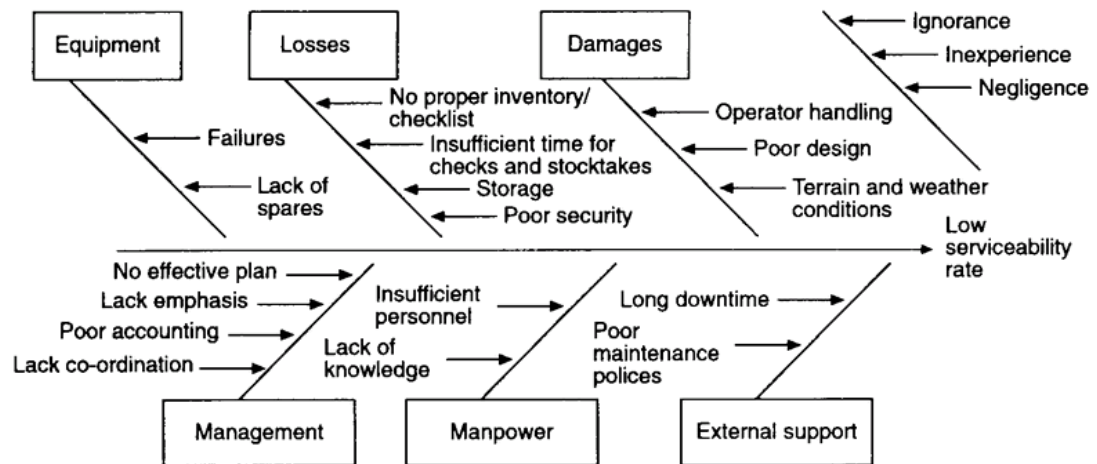 Equipment
Losses
Damages
Ignorance
Inexperience
Negligence
Failures
Lack of
spares
No proper inventory/
checklist
Insufficient time for
checks and stocktakes
Storage
Poor security
Operator handling
Poor design
Terrain and weather
conditions
Low
serviceability
rate
No effective plan
Lack emphasis
Poor accounting
Lack co-ordination
Insufficient
personnel
Lack of
knowledge
Long downtime
Poor
maintenance
polices
Management
Manpower
External support